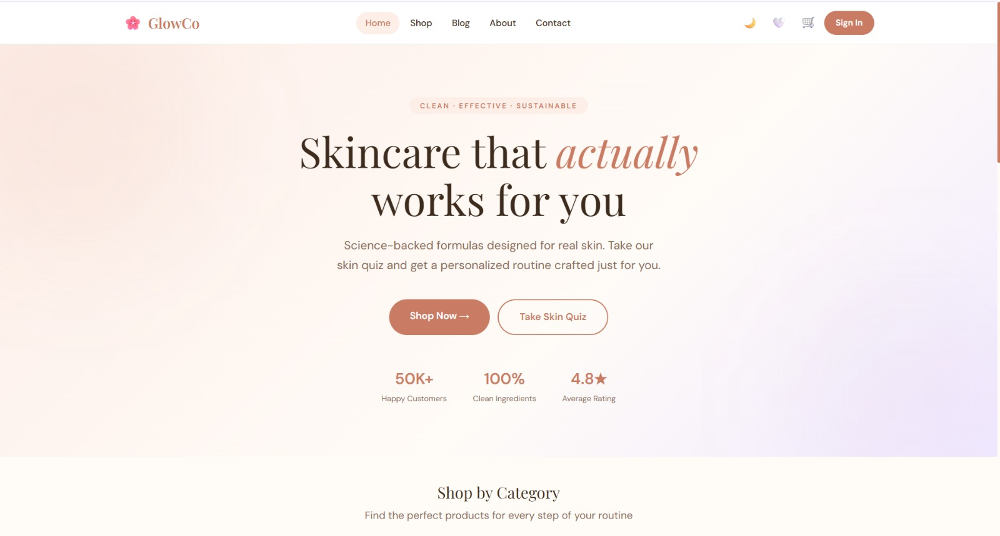 GlowCo
Home Shop Blog About Contact
Sign In
CLEAN · EFFECTIVE · SUSTAINABLE
Skincare that actually
works for you
Science-backed formulas designed for real skin. Take our
skin quiz and get a personalized routine crafted just for you.
Shop Now →
Take Skin Quiz
50K+ 100% 4.8★
Happy Customers Clean Ingredients Average Rating
Shop by Category
Find the perfect products for every step of your routine